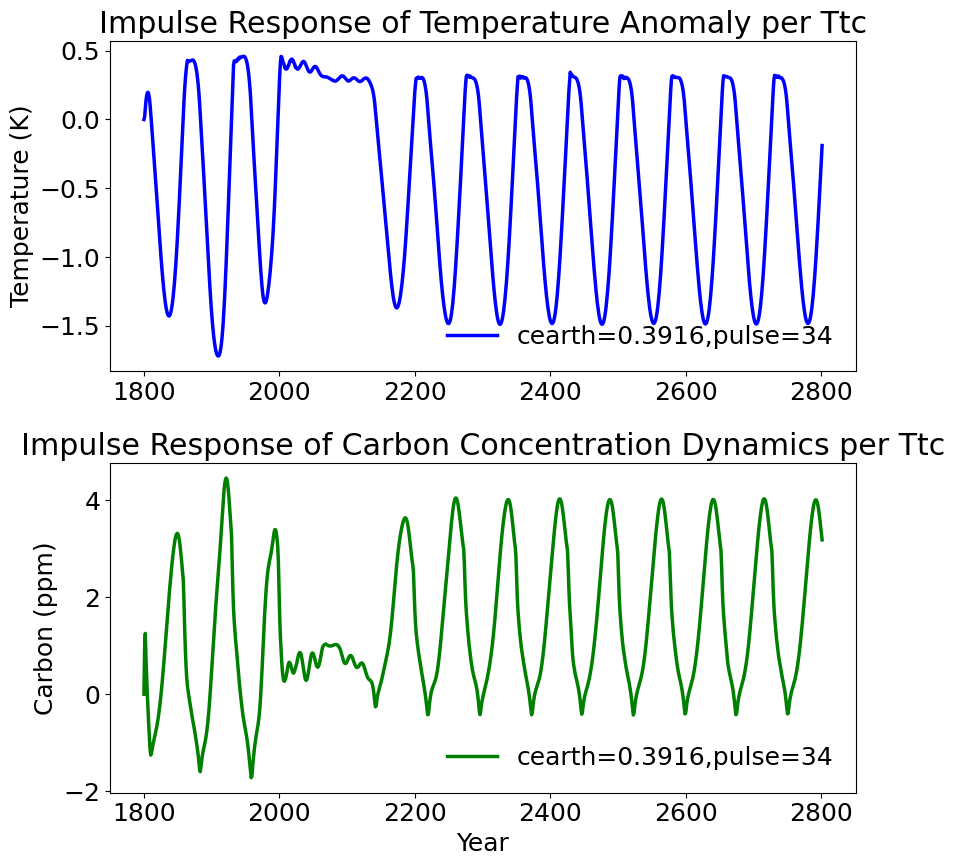 Impulse Response of Temperature Anomaly per Ttc
0.5
0.0
−0.5
−1.0
−1.5
Temperature (K)
cearth=0.3916,pulse=34
1800 2000 2200 2400 2600 2800
Impulse Response of Carbon Concentration Dynamics per Ttc
4
2
0
−2
Carbon (ppm)
cearth=0.3916,pulse=34
1800 2000 2200 2400 2600 2800
Year